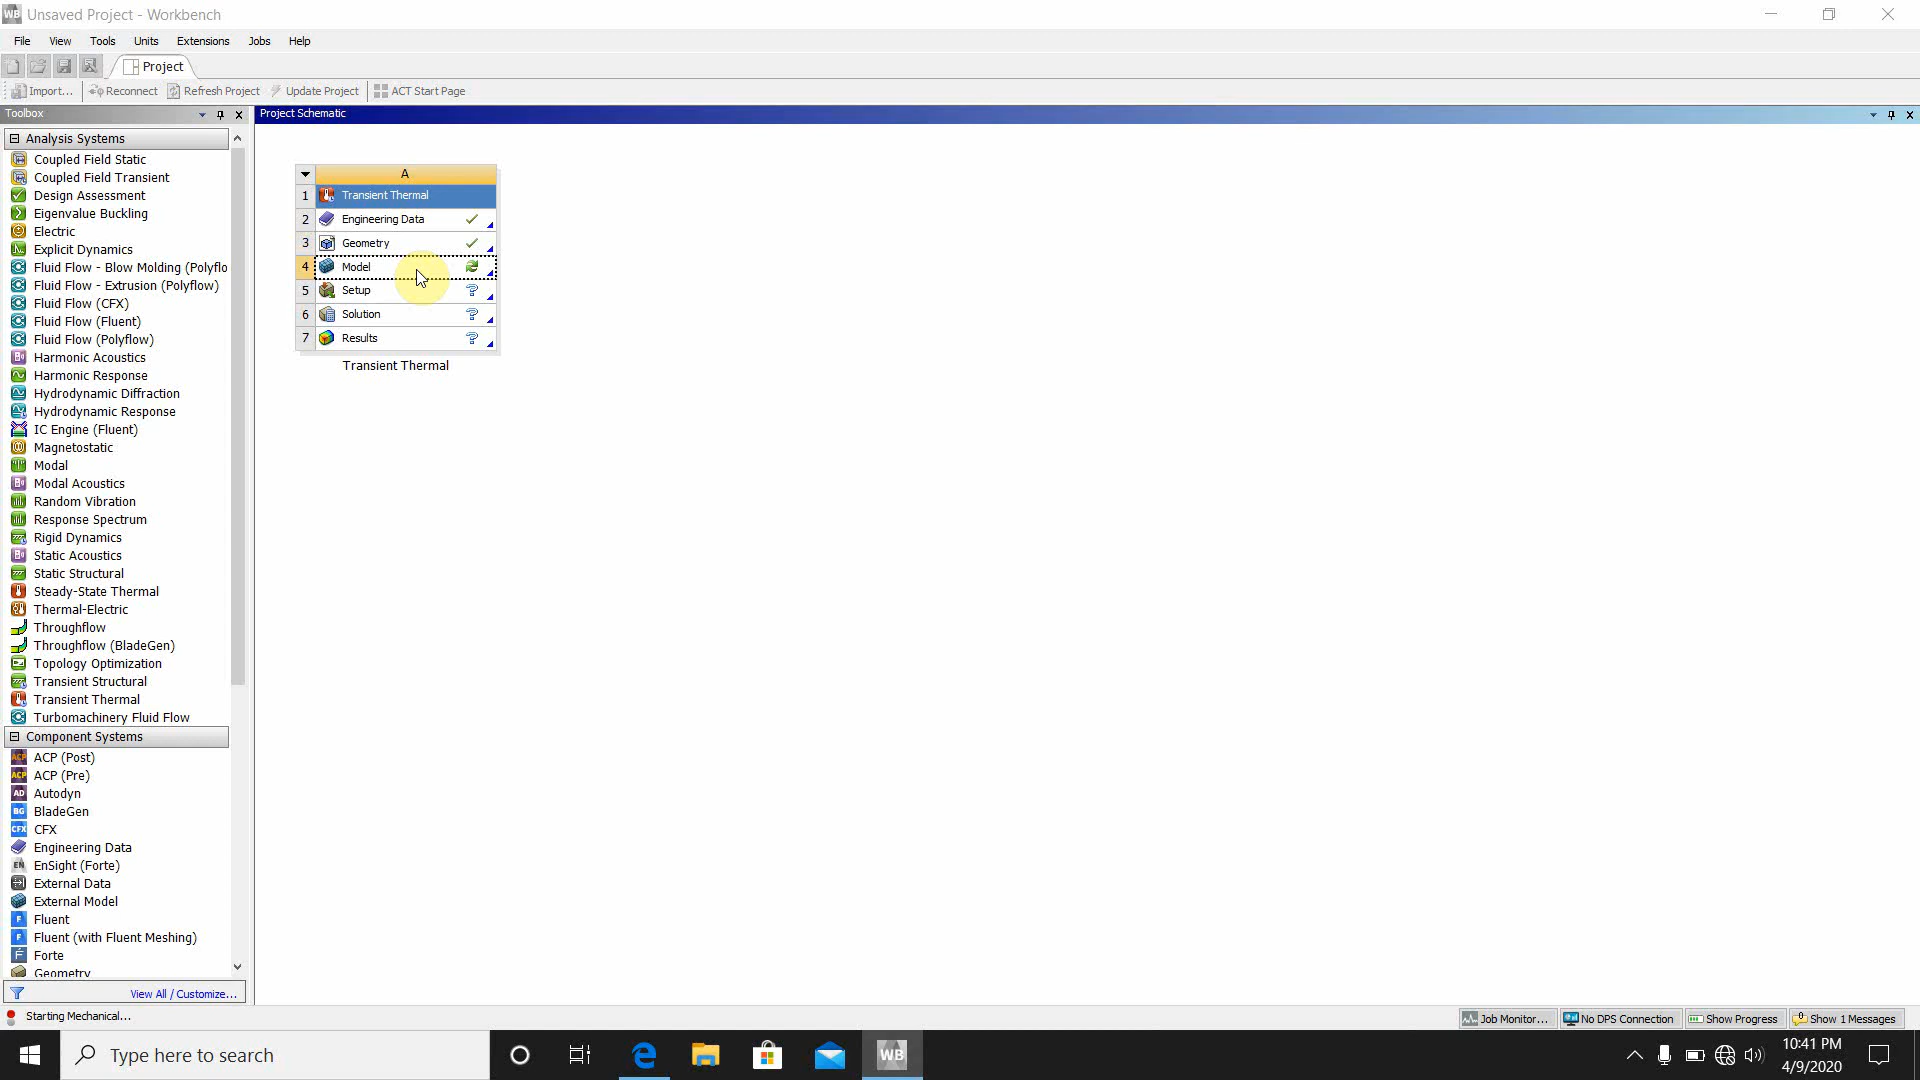 WB Unsaved Project - Workbench
File View Tools Units Extensions Jobs Help
Project
Import... Reconnect Refresh Project Update Project ACT Start Page
Toolbox
Analysis Systems
Coupled Field Static
Coupled Field Transient
Design Assessment
Eigenvalue Buckling
Electric
Explicit Dynamics
Fluid Flow - Blow Molding (Polyflo
Fluid Flow - Extrusion (Polyflow)
Fluid Flow (CFX)
Fluid Flow (Fluent)
Fluid Flow (Polyflow)
Harmonic Acoustics
Harmonic Response
Hydrodynamic Diffraction
Hydrodynamic Response
IC Engine (Fluent)
Magnetostatic
Modal
Modal Acoustics
Random Vibration
Response Spectrum
Rigid Dynamics
Static Acoustics
Static Structural
Steady-State Thermal
Thermal-Electric
Throughflow
Throughflow (BladeGen)
Topology Optimization
Transient Structural
Transient Thermal
Turbomachinery Fluid Flow
Component Systems
ACP ACP (Post)
ACP ACP (Pre)
AD Autodyn
BG BladeGen
CFX CFX
Engineering Data
EN EnSight (Forte)
External Data
External Model
F Fluent
F Fluent (with Fluent Meshing)
F Forte
Geometry
View All / Customize...
Project Schematic
A
1 Transient Thermal
2 Engineering Data
3 Geometry
4 Model
5 Setup ?
6 Solution ?
7 Results ?
Transient Thermal
Starting Mechanical...
Job Monitor... No DPS Connection Show Progress Show 1 Messages
Type here to search
WB
10:41 PM
4/9/2020